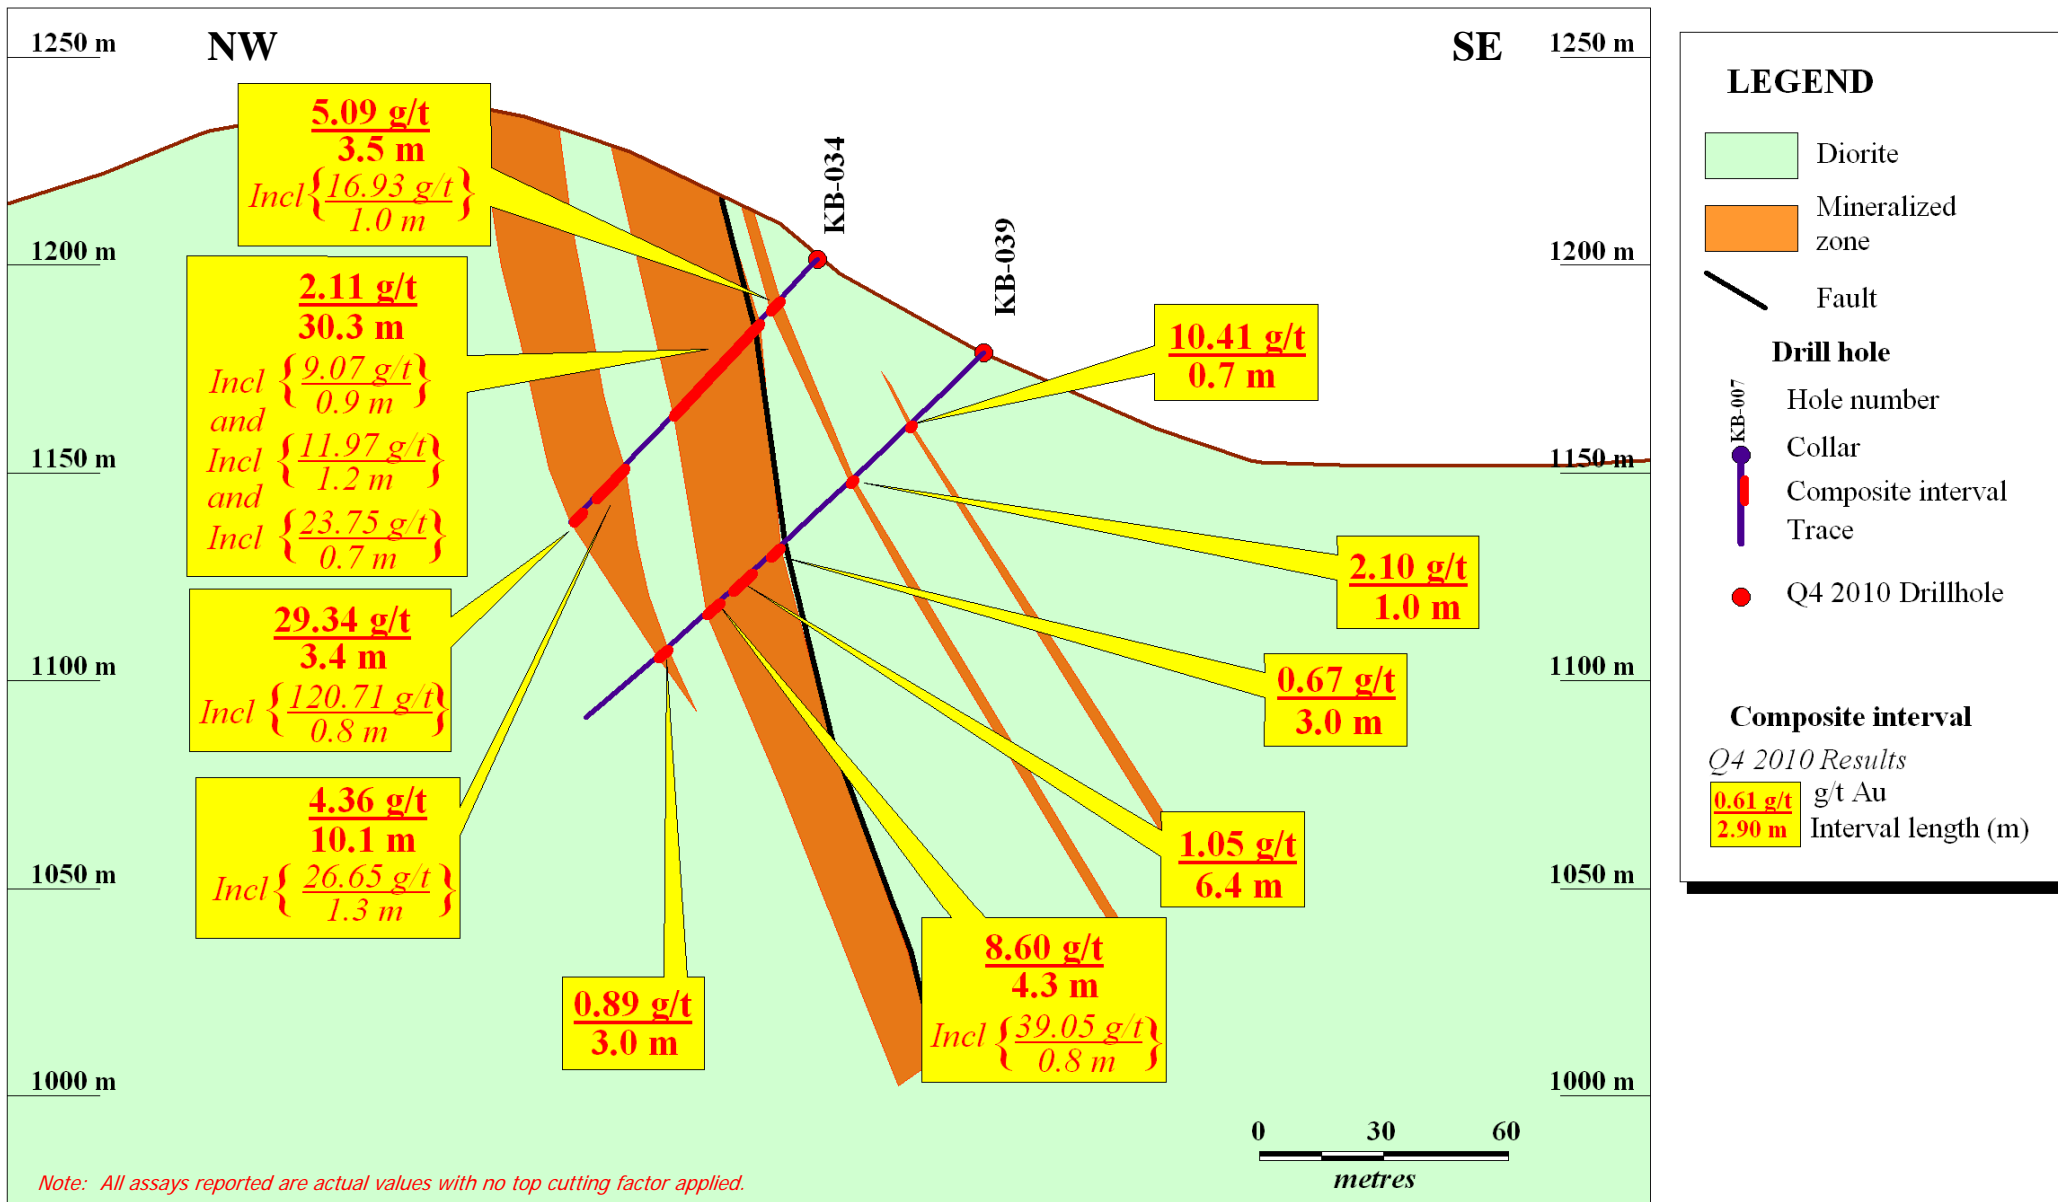 1250 m
NW
SE
1250 m
5.09 g/t
3.5 m
Incl { 16.93 g/t }
1.0 m
KB-034
KB-039
1200 m
1200 m
2.11 g/t
30.3 m
Incl { 9.07 g/t }
0.9 m
and
Incl { 11.97 g/t }
1.2 m
and
Incl { 23.75 g/t }
0.7 m
10.41 g/t
0.7 m
1150 m
1150 m
2.10 g/t
1.0 m
29.34 g/t
3.4 m
Incl { 120.71 g/t }
0.8 m
0.67 g/t
3.0 m
1100 m
1100 m
4.36 g/t
10.1 m
Incl { 26.65 g/t }
1.3 m
1.05 g/t
6.4 m
1050 m
1050 m
0.89 g/t
3.0 m
8.60 g/t
4.3 m
Incl { 39.05 g/t }
0.8 m
1000 m
1000 m
0 30 60
metres
Note: All assays reported are actual values with no top cutting factor applied.
LEGEND
Diorite
Mineralized
zone
Fault
Drill hole
KB-007
Hole number
Collar
Composite interval
Trace
Q4 2010 Drillhole
Composite interval
Q4 2010 Results
0.61 g/t
g/t Au
2.90 m
Interval length (m)